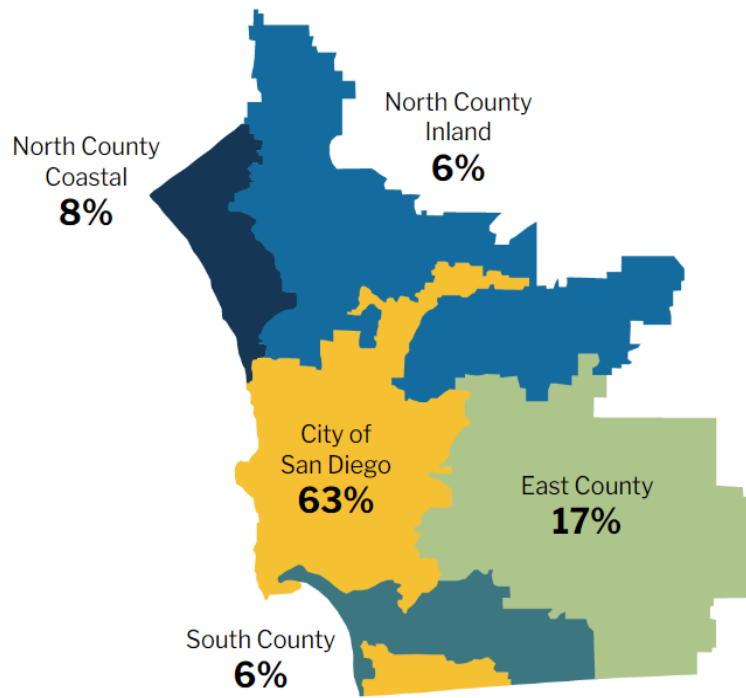 North County
Inland
6%
North County
Coastal
8%
City of
San Diego
63%
East County
17%
South County
6%